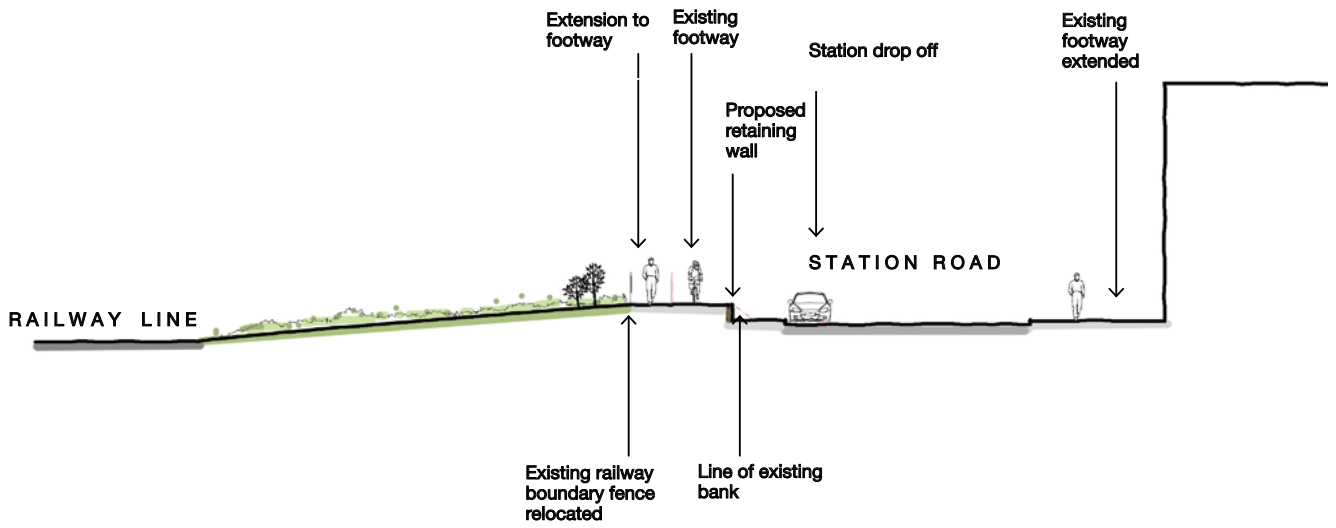 Extension to
footway
Existing
footway
Station drop off
Existing
footway
extended
Proposed
retaining
wall
STATION ROAD
RAILWAY LINE
Existing railway
boundary fence
relocated
Line of existing
bank